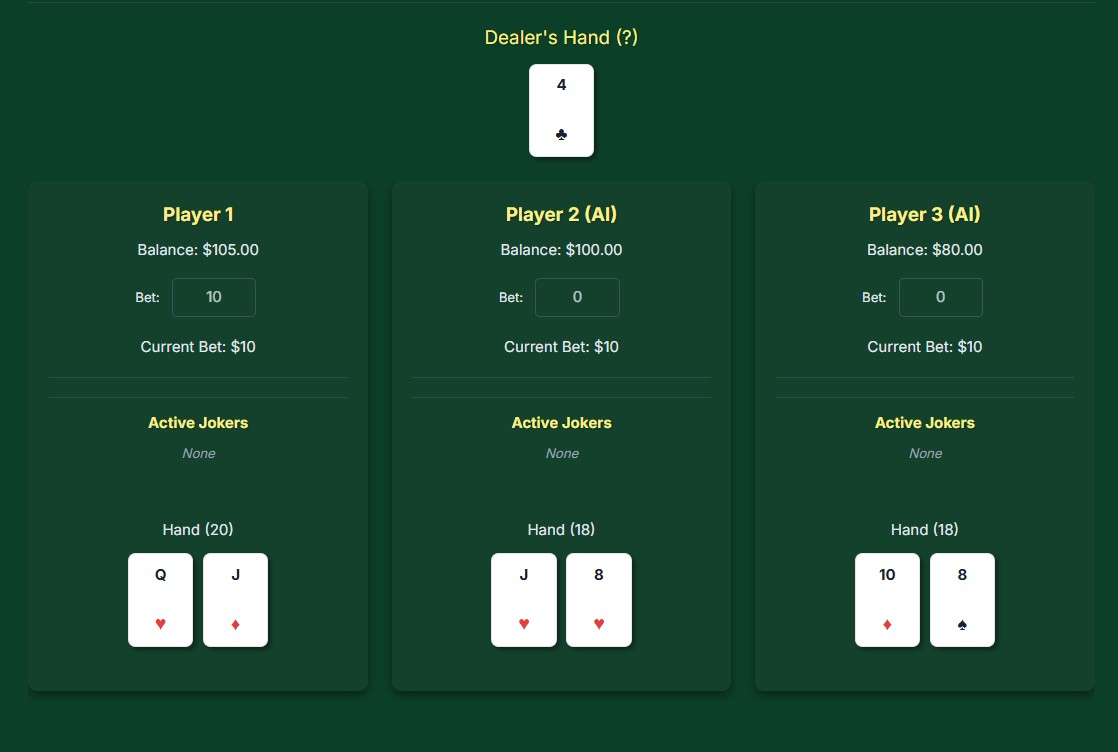 Dealer's Hand (?)
4
♣
Player 1
Balance: $105.00
Bet: 10
Current Bet: $10
Active Jokers
None
Hand (20)
Q J
♥ ♦
Player 2 (AI)
Balance: $100.00
Bet: 0
Current Bet: $10
Active Jokers
None
Hand (18)
J 8
♥ ♥
Player 3 (AI)
Balance: $80.00
Bet: 0
Current Bet: $10
Active Jokers
None
Hand (18)
10 8
♦ ♠